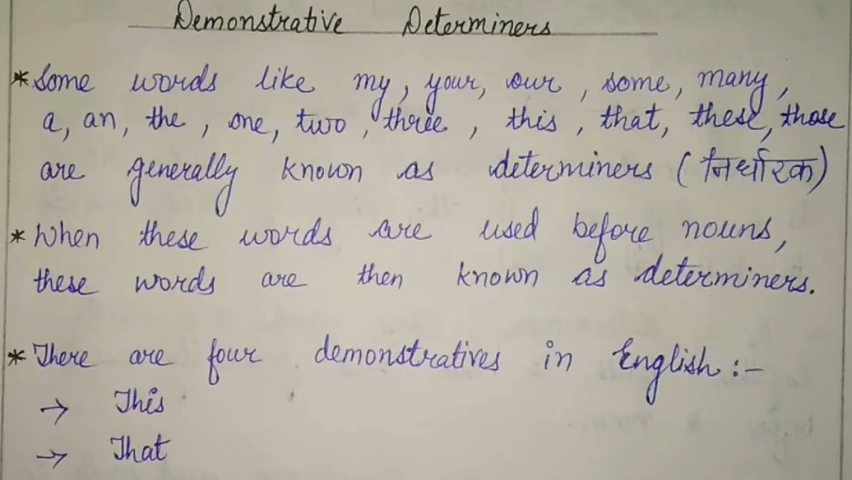 Demonstrative Determiners
* Some words like my, your, our, some, many,
a, an, the, one, two, three, this, that, these, those
are generally known as determiners (निर्धारक)
* When these words are used before nouns,
these words are then known as determiners.
* There are four demonstratives in English :-
→ This
→ That